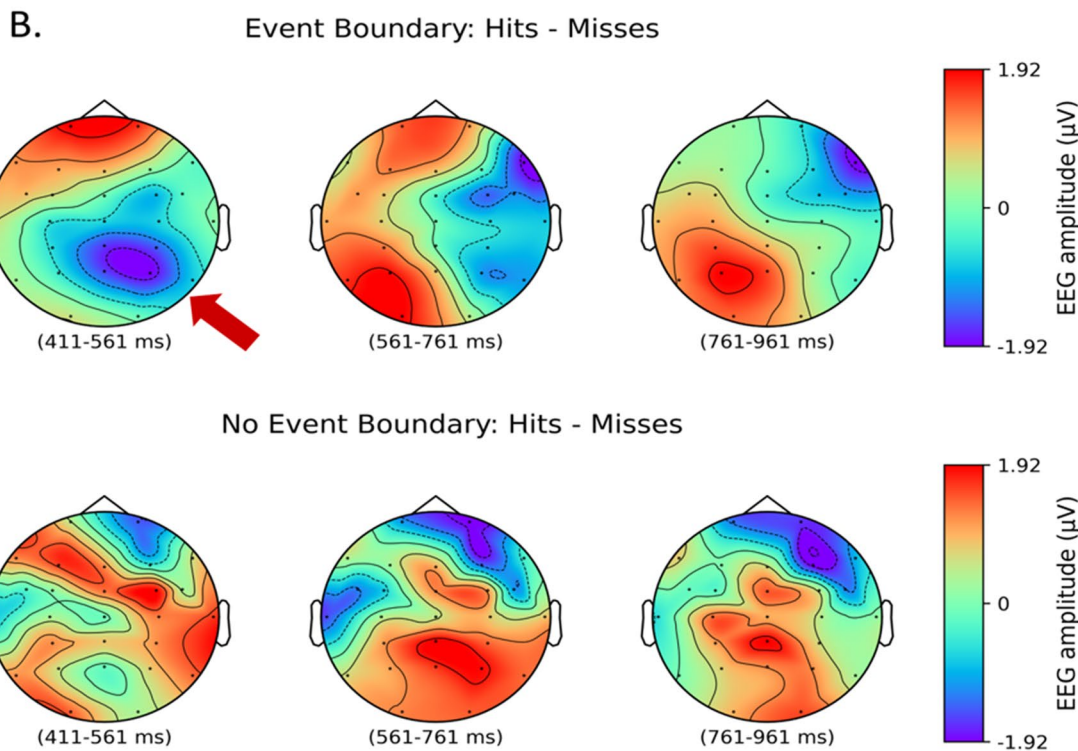 B.
Event Boundary: Hits - Misses
1.92
0
-1.92
EEG amplitude (µV)
(411-561 ms)
(561-761 ms)
(761-961 ms)
No Event Boundary: Hits - Misses
1.92
0
-1.92
EEG amplitude (µV)
(411-561 ms)
(561-761 ms)
(761-961 ms)